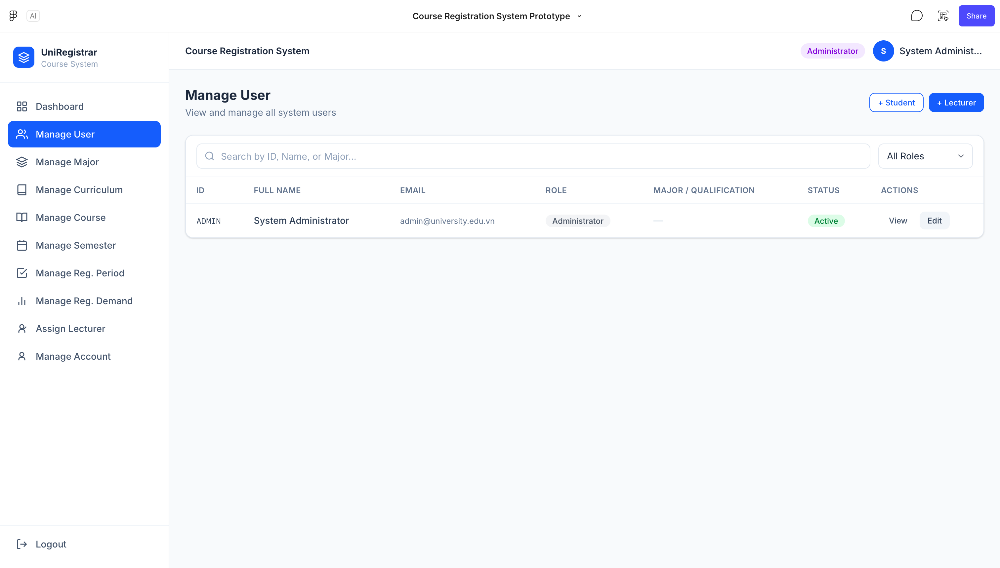 AI
Course Registration System Prototype
Share
UniRegistrar
Course System
Course Registration System
Administrator
S
System Administ...
Dashboard
Manage User
Manage Major
Manage Curriculum
Manage Course
Manage Semester
Manage Reg. Period
Manage Reg. Demand
Assign Lecturer
Manage Account
Logout
Manage User
View and manage all system users
+ Student
+ Lecturer
Search by ID, Name, or Major...
All Roles
ID FULL NAME EMAIL ROLE MAJOR / QUALIFICATION STATUS ACTIONS
ADMIN System Administrator admin@university.edu.vn Administrator — Active View Edit